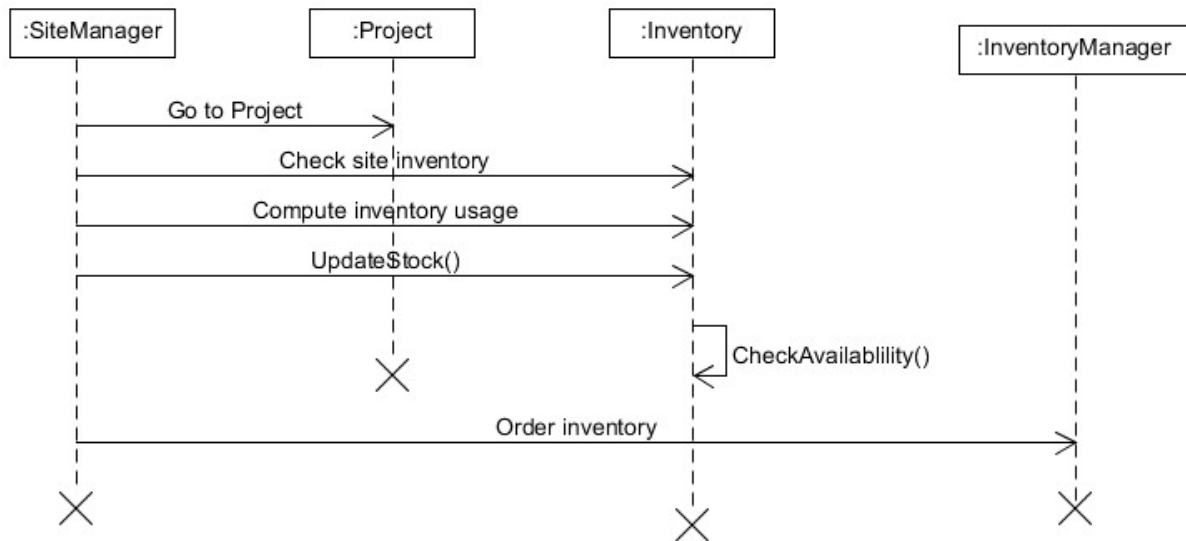 :SiteManager
:Project
:Inventory
:InventoryManager
Go to Project
Check site inventory
Compute inventory usage
UpdateStock()
CheckAvailablility()
Order inventory